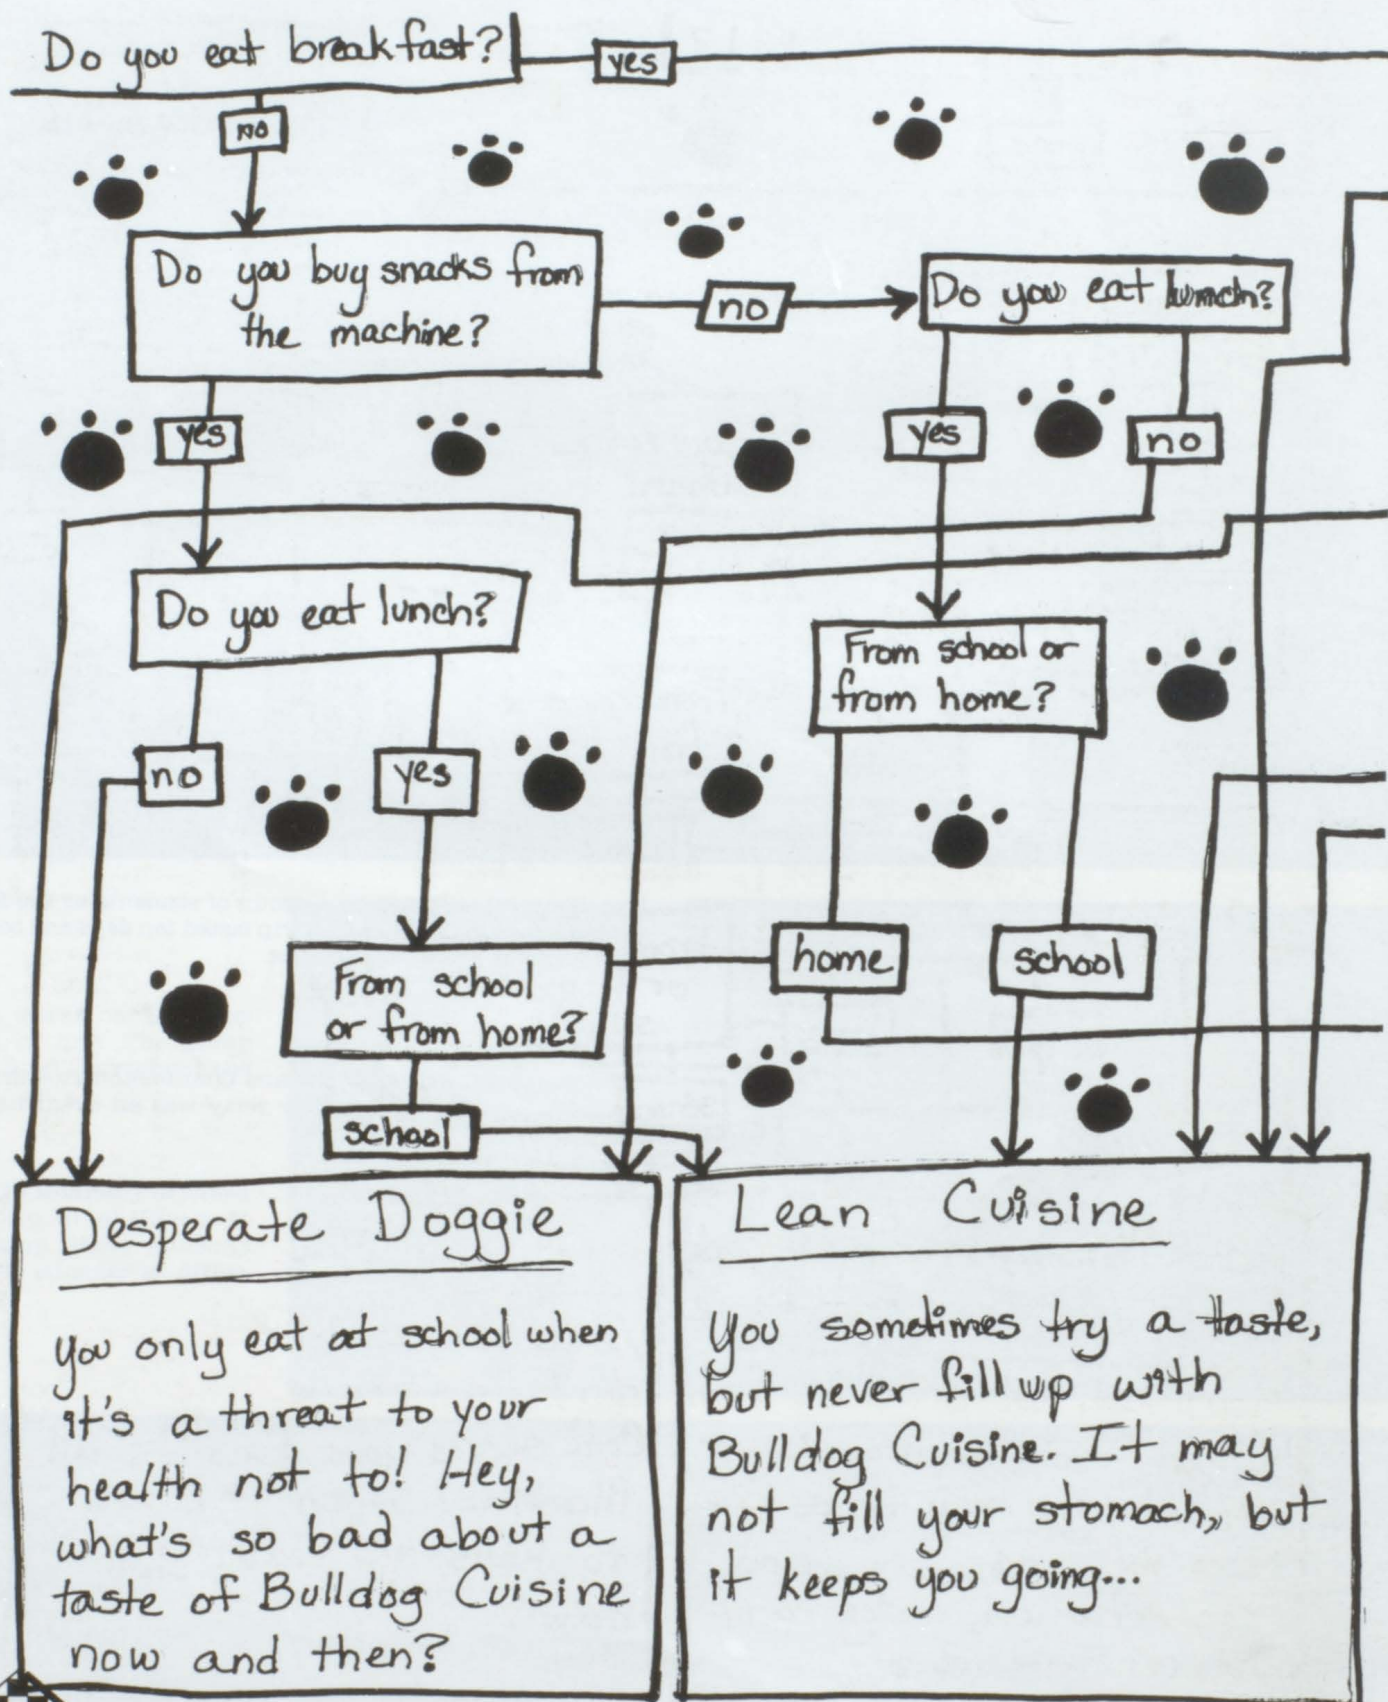 Do you eat breakfast?
yes
no
Do you buy snacks from
the machine?
no
Do you eat lunch?
yes
yes
no
Do you eat lunch?
From school or
from home?
no
yes
home
school
From school
or from home?
school
Desperate Doggie
you only eat at school when
it's a threat to your
health not to! Hey,
what's so bad about a
taste of Bulldog Cuisine
now and then?
Lean Cuisine
You sometimes try a taste,
but never fill up with
Bulldog Cuisine. It may
not fill your stomach, but
it keeps you going...